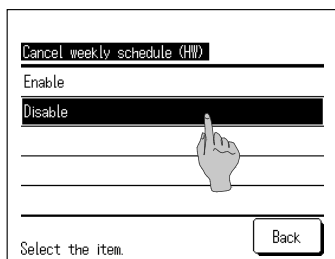 Cancel weekly schedule (HW)
Enable
Disable
Select the item.
Back